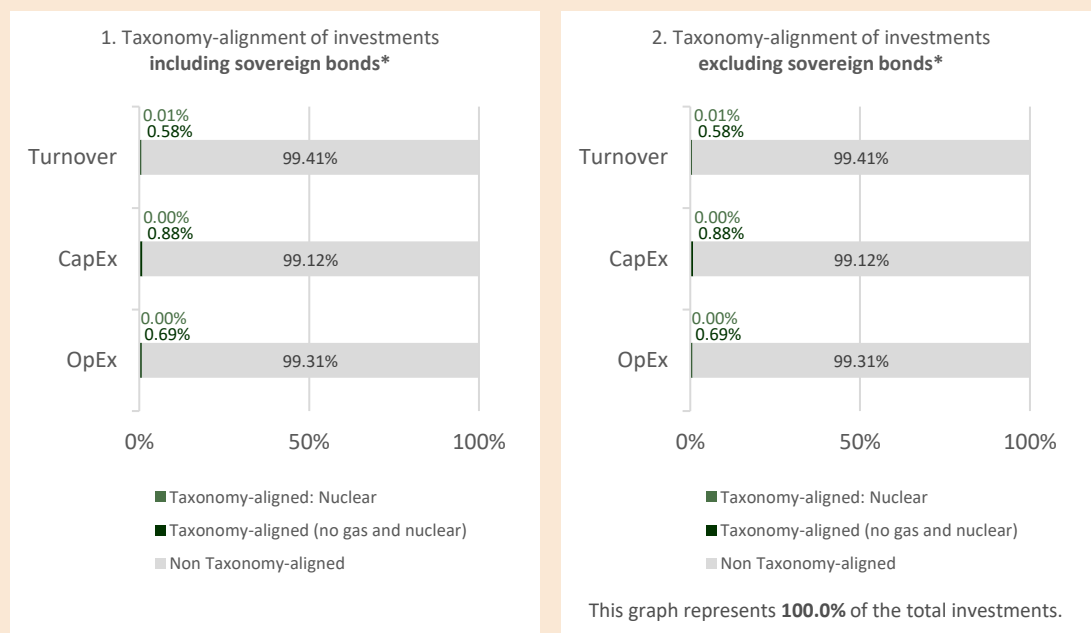 1. Taxonomy-alignment of investments
including sovereign bonds*
0.01%
0.58%
Turnover
99.41%
0.00%
0.88%
CapEx
99.12%
0.00%
0.69%
OpEx
99.31%
0%
50%
100%
Taxonomy-aligned: Nuclear
Taxonomy-aligned (no gas and nuclear)
Non Taxonomy-aligned
2. Taxonomy-alignment of investments
excluding sovereign bonds*
0.01%
0.58%
Turnover
99.41%
0.00%
0.88%
CapEx
99.12%
0.00%
0.69%
OpEx
99.31%
0%
50%
100%
Taxonomy-aligned: Nuclear
Taxonomy-aligned (no gas and nuclear)
Non Taxonomy-aligned
This graph represents 100.0% of the total investments.